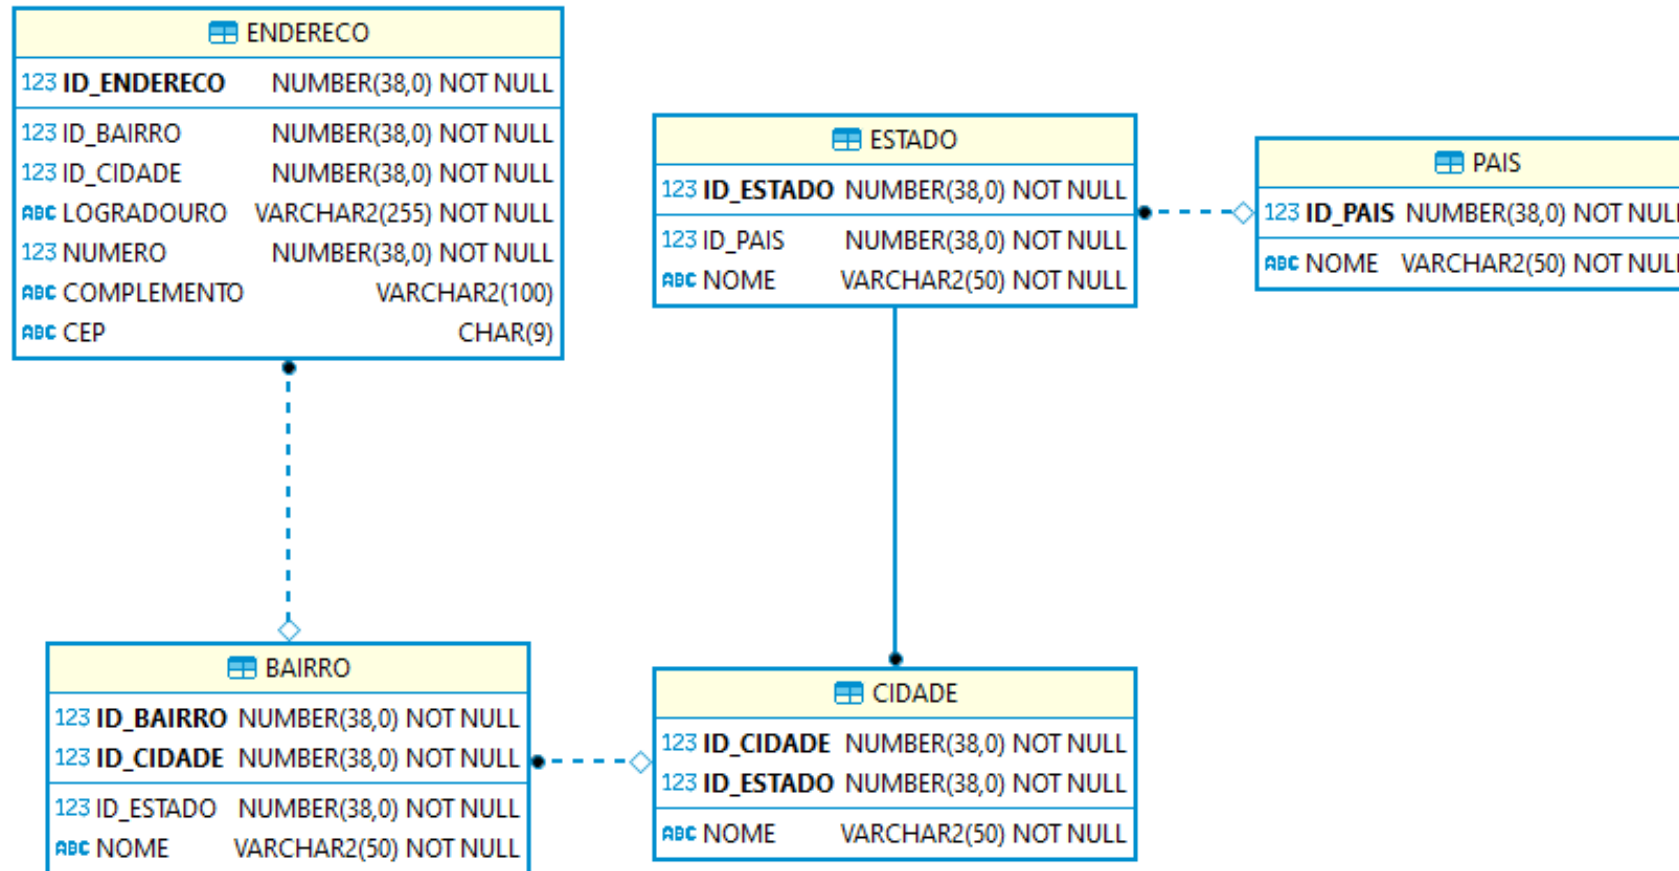 ENDERECO
123 ID_ENDERECO NUMBER(38,0) NOT NULL
123 ID_BAIRRO NUMBER(38,0) NOT NULL
123 ID_CIDADE NUMBER(38,0) NOT NULL
ABC LOGRADOURO VARCHAR2(255) NOT NULL
123 NUMERO NUMBER(38,0) NOT NULL
ABC COMPLEMENTO VARCHAR2(100)
ABC CEP CHAR(9)
ESTADO
123 ID_ESTADO NUMBER(38,0) NOT NULL
123 ID_PAIS NUMBER(38,0) NOT NULL
ABC NOME VARCHAR2(50) NOT NULL
PAIS
123 ID_PAIS NUMBER(38,0) NOT NULL
ABC NOME VARCHAR2(50) NOT NULL
BAIRRO
123 ID_BAIRRO NUMBER(38,0) NOT NULL
123 ID_CIDADE NUMBER(38,0) NOT NULL
123 ID_ESTADO NUMBER(38,0) NOT NULL
ABC NOME VARCHAR2(50) NOT NULL
CIDADE
123 ID_CIDADE NUMBER(38,0) NOT NULL
123 ID_ESTADO NUMBER(38,0) NOT NULL
ABC NOME VARCHAR2(50) NOT NULL